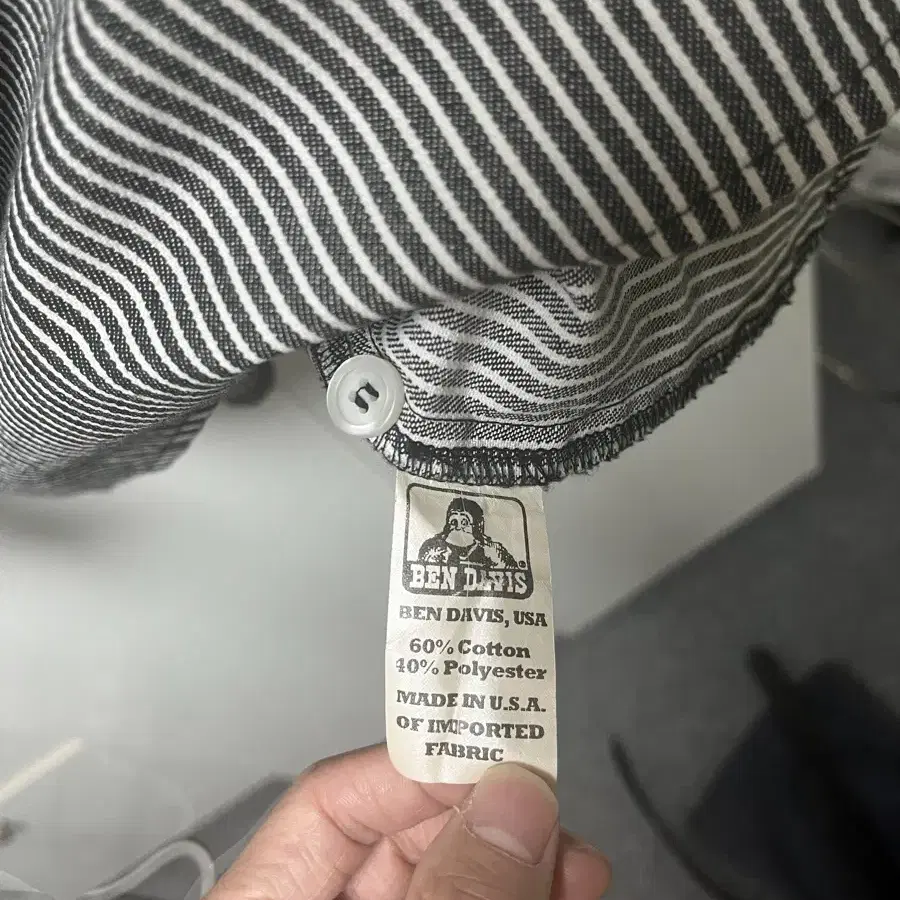 BEN DAVIS
BEN DAVIS, USA
60% Cotton
40% Polyester
MADE IN U.S.A.
OF IMPORTED
FABRIC